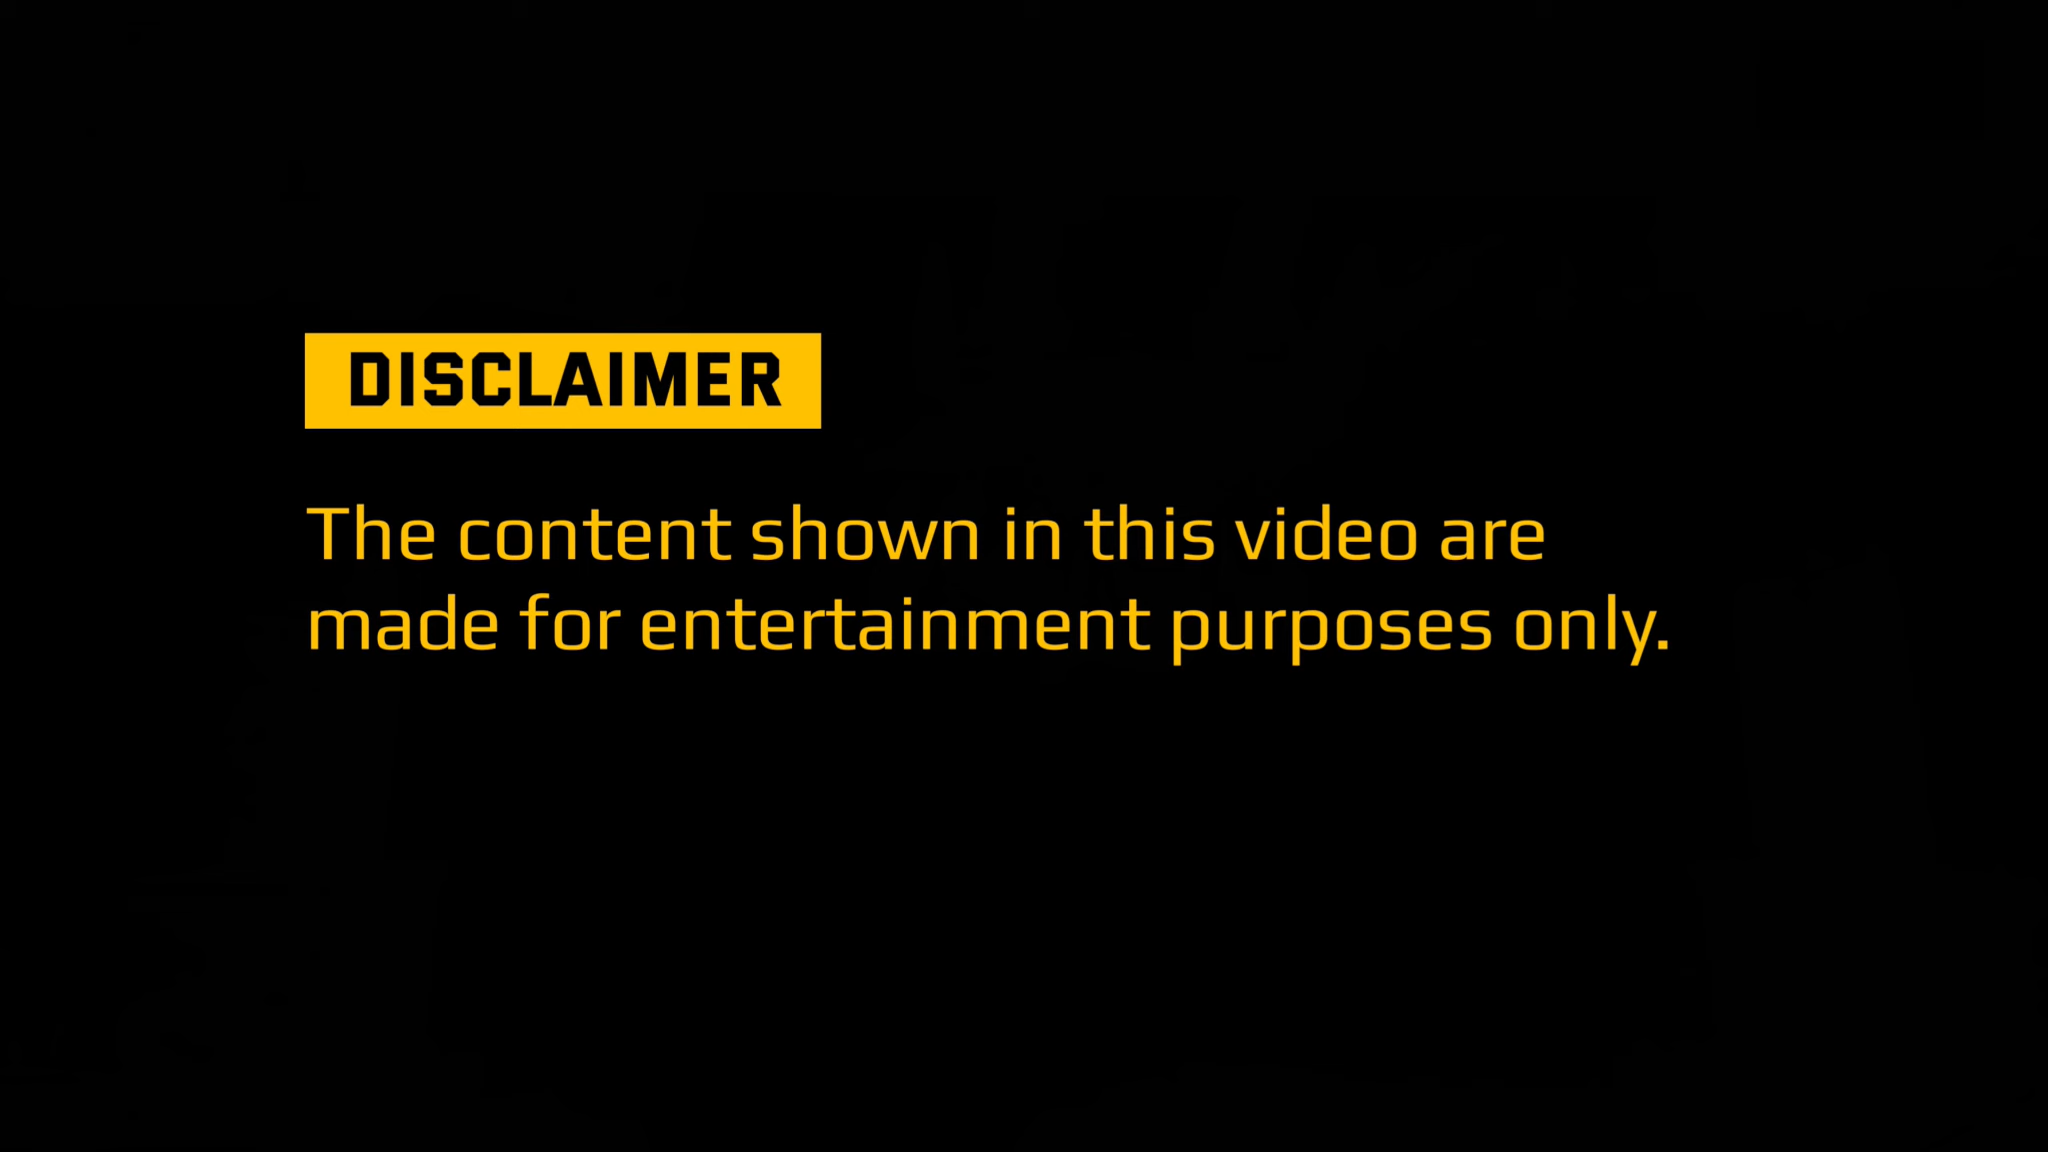 DISCLAIMER
The content shown in this video are
made for entertainment purposes only.